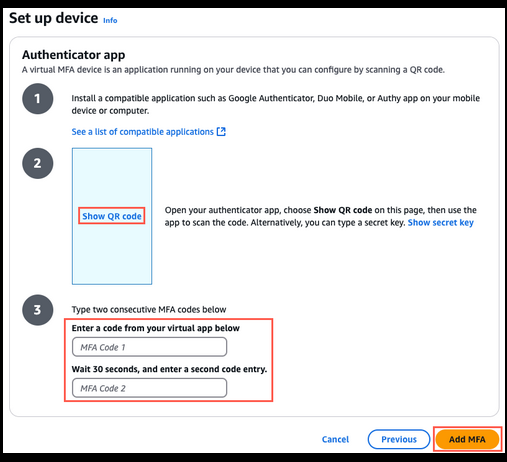 Set up device Info
Authenticator app
A virtual MFA device is an application running on your device that you can configure by scanning a QR code.
1
Install a compatible application such as Google Authenticator, Duo Mobile, or Authy app on your mobile
device or computer.
See a list of compatible applications
2
Show QR code
Open your authenticator app, choose Show QR code on this page, then use the
app to scan the code. Alternatively, you can type a secret key. Show secret key
3
Type two consecutive MFA codes below
Enter a code from your virtual app below
MFA Code 1
Wait 30 seconds, and enter a second code entry.
MFA Code 2
Cancel
Previous
Add MFA